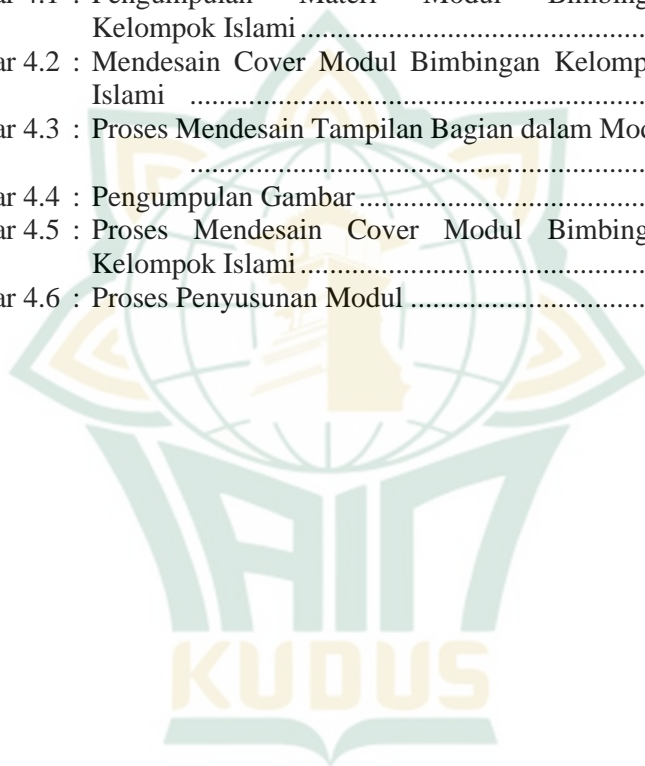 ar 4.1 : Pengumpulan Materi Modul Bimbing
Kelompok Islami ..........................................
ar 4.2 : Mendesain Cover Modul Bimbingan Kelomp
Islami ........................................................
ar 4.3 : Proses Mendesain Tampilan Bagian dalam Mod
........................................................
ar 4.4 : Pengumpulan Gambar ..................................
ar 4.5 : Proses Mendesain Cover Modul Bimbing
Kelompok Islami ..........................................
ar 4.6 : Proses Penyusunan Modul ............................
IAIN
KUDUS